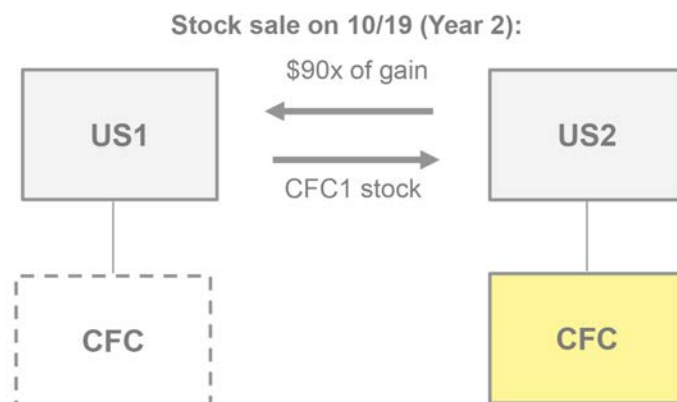 Stock sale on 10/19 (Year 2):
$90x of gain
US1
US2
CFC1 stock
CFC
CFC